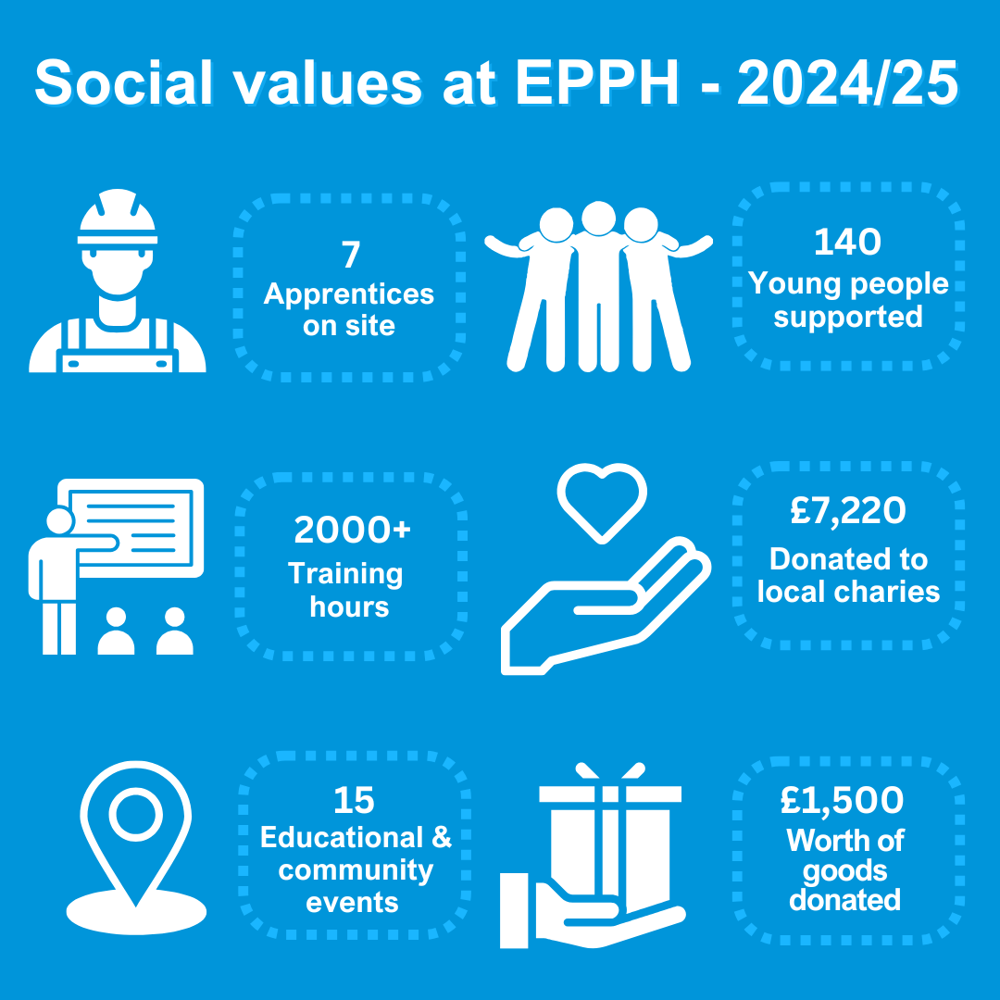 Social values at EPPH - 2024/25
7
Apprentices
on site
140
Young people
supported
2000+
Training
hours
£7,220
Donated to
local charies
15
Educational &
community
events
£1,500
Worth of
goods
donated